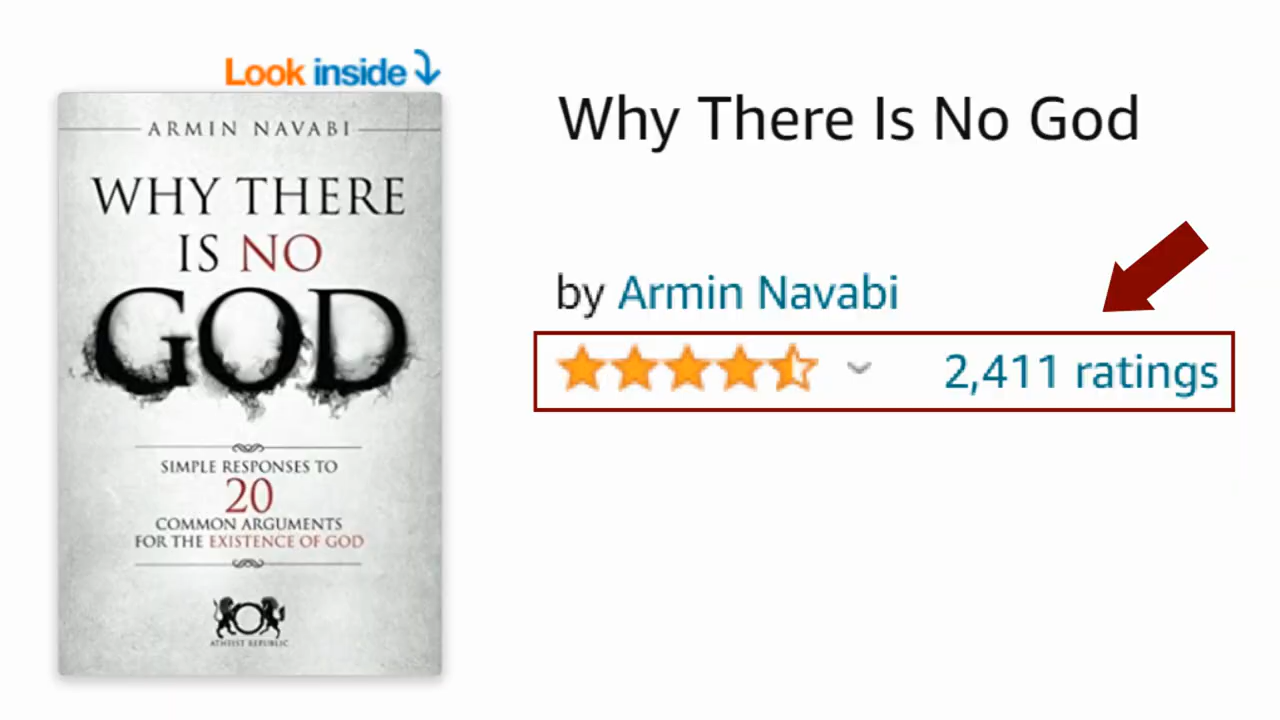 Look inside
ARMIN NAVABI
WHY THERE
IS NO
GOD
SIMPLE RESPONSES TO
20
COMMON ARGUMENTS
FOR THE EXISTENCE OF GOD
ATHEIST REPUBLIC
Why There Is No God
by Armin Navabi
2,411 ratings